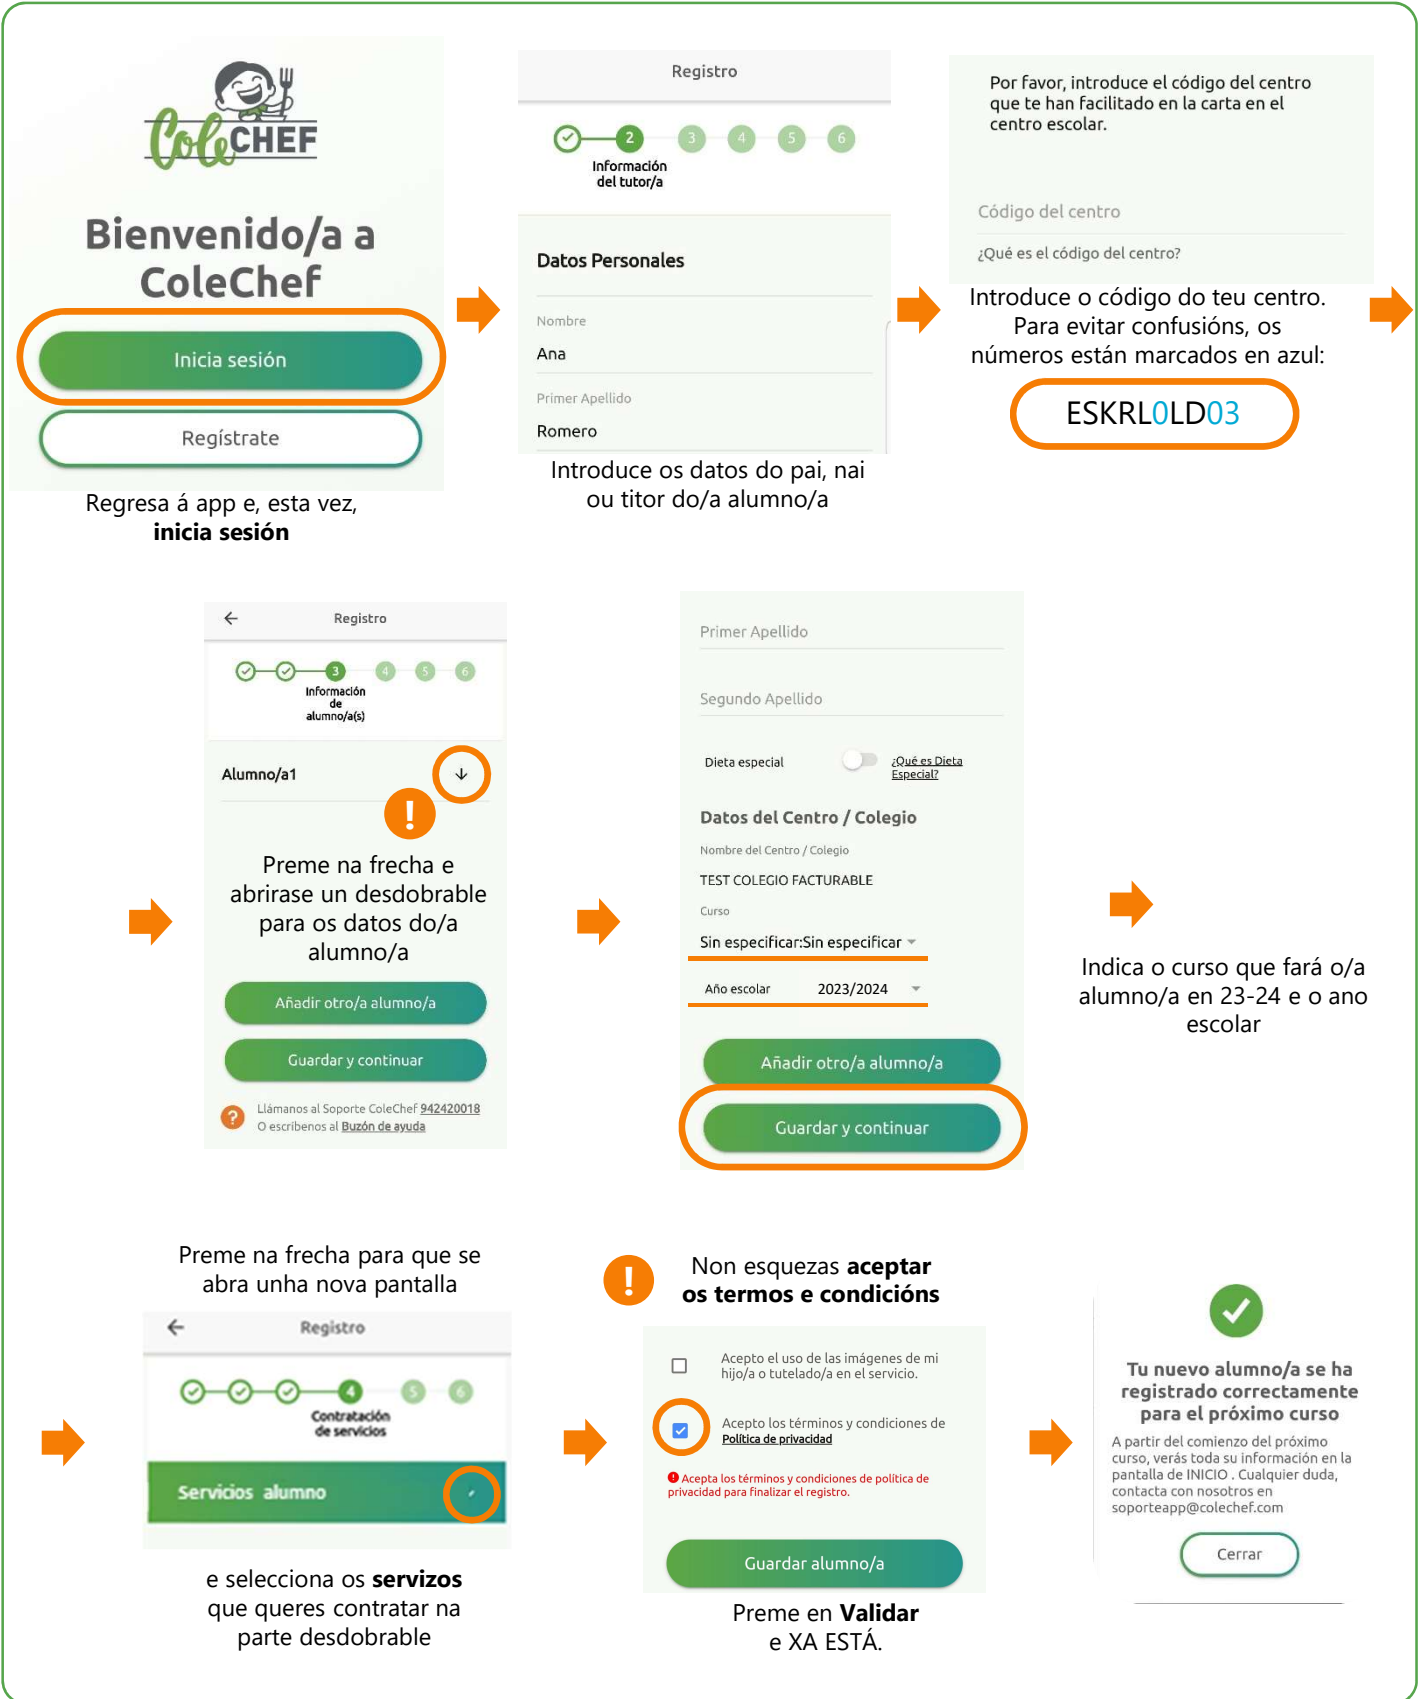 ColeCHEF
Bienvenido/a a
ColeChef
Inicia sesión
Regístrate
Regresa á app e, esta vez,
inicia sesión
Registro
2 3 4 5 6
Información
del tutor/a
Datos Personales
Nombre
Ana
Primer Apellido
Romero
Introduce os datos do pai, nai
ou titor do/a alumno/a
Por favor, introduce el código del centro
que te han facilitado en la carta en el
centro escolar.
Código del centro
¿Qué es el código del centro?
Introduce o código do teu centro.
Para evitar confusións, os
números están marcados en azul:
ESKRL0LD03
Registro
3 4 5 6
Información
de
alumno/a(s)
Alumno/a1
!
Preme na frecha e
abrirase un desdobrable
para os datos do/a
alumno/a
Añadir otro/a alumno/a
Guardar y continuar
? Llámanos al Soporte ColeChef 942420018
O escríbenos al Buzón de ayuda
Primer Apellido
Segundo Apellido
Dieta especial ¿Qué es Dieta
Especial?
Datos del Centro / Colegio
Nombre del Centro / Colegio
TEST COLEGIO FACTURABLE
Curso
Sin especificar:Sin especificar
Año escolar 2023/2024
Añadir otro/a alumno/a
Guardar y continuar
Indica o curso que fará o/a
alumno/a en 23-24 e o ano
escolar
Preme na frecha para que se
abra unha nova pantalla
Registro
4 5 6
Contratación
de servicios
Servicios alumno
e selecciona os servizos
que queres contratar na
parte desdobrable
! Non esquezas aceptar
os termos e condicións
Acepto el uso de las imágenes de mi
hijo/a o tutelado/a en el servicio.
Acepto los términos y condiciones de
Política de privacidad
! Acepta los términos y condiciones de política de
privacidad para finalizar el registro.
Guardar alumno/a
Preme en Validar
e XA ESTÁ.
Tu nuevo alumno/a se ha
registrado correctamente
para el próximo curso
A partir del comienzo del próximo
curso, verás toda su información en la
pantalla de INICIO . Cualquier duda,
contacta con nosotros en
soporteapp@colechef.com
Cerrar